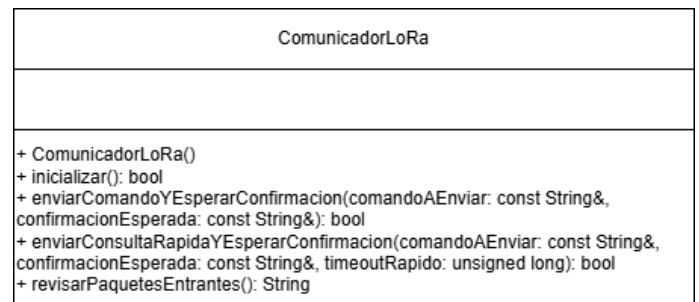 ComunicadorLoRa
+ ComunicadorLoRa()
+ inicializar(): bool
+ enviarComandoYEsperarConfirmacion(comandoAEnviar: const String&,
confirmacionEsperada: const String&): bool
+ enviarConsultaRapidaYEsperarConfirmacion(comandoAEnviar: const String&,
confirmacionEsperada: const String&, timeoutRapido: unsigned long): bool
+ revisarPaquetesEntrantes(): String